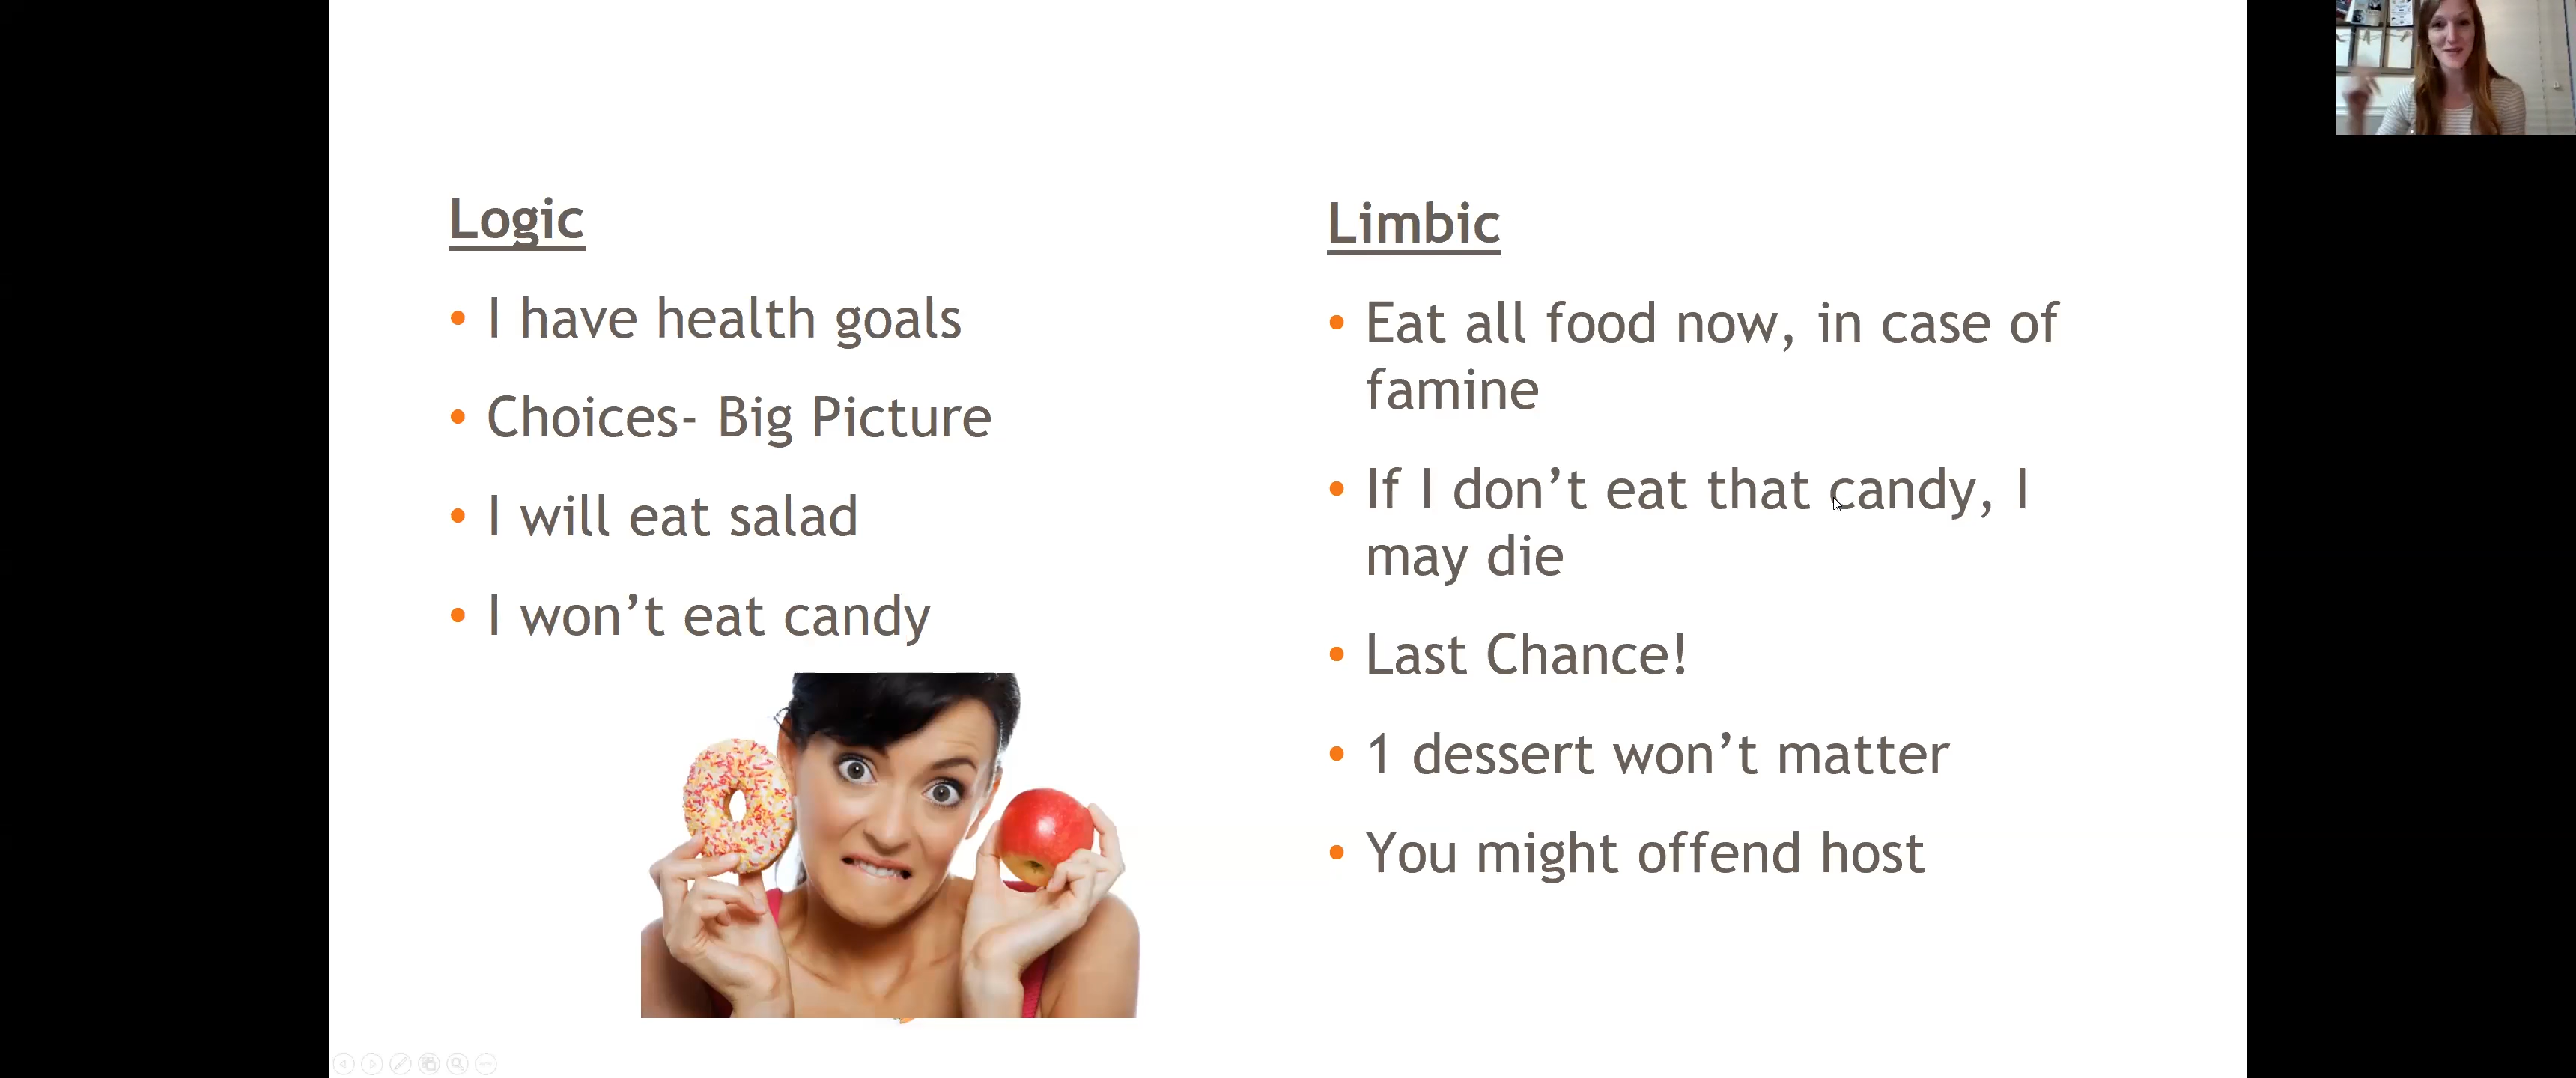 Logic
• I have health goals
• Choices- Big Picture
• I will eat salad
• I won’t eat candy
Limbic
• Eat all food now, in case of
famine
• If I don’t eat that candy, I
may die
• Last Chance!
• 1 dessert won’t matter
• You might offend host